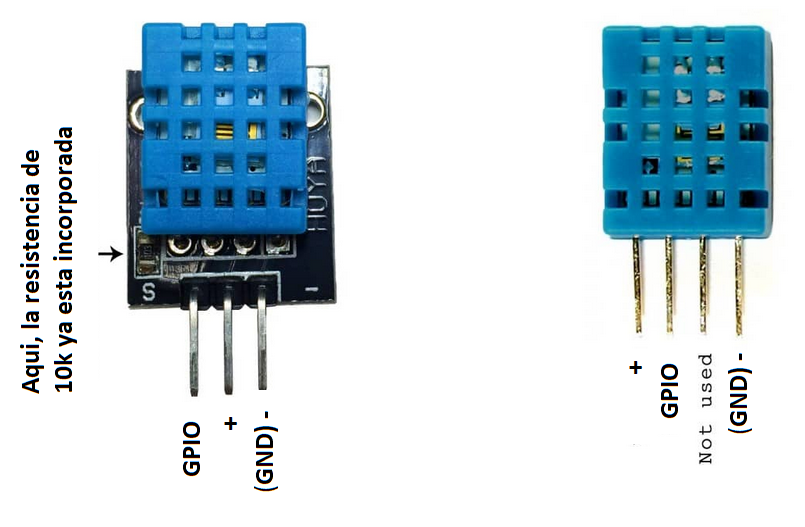 Aqui, la resistencia de
10k ya esta incorporada
HUYA
S
-
GPIO
+
(GND) -
+
GPIO
Not used
(GND) -